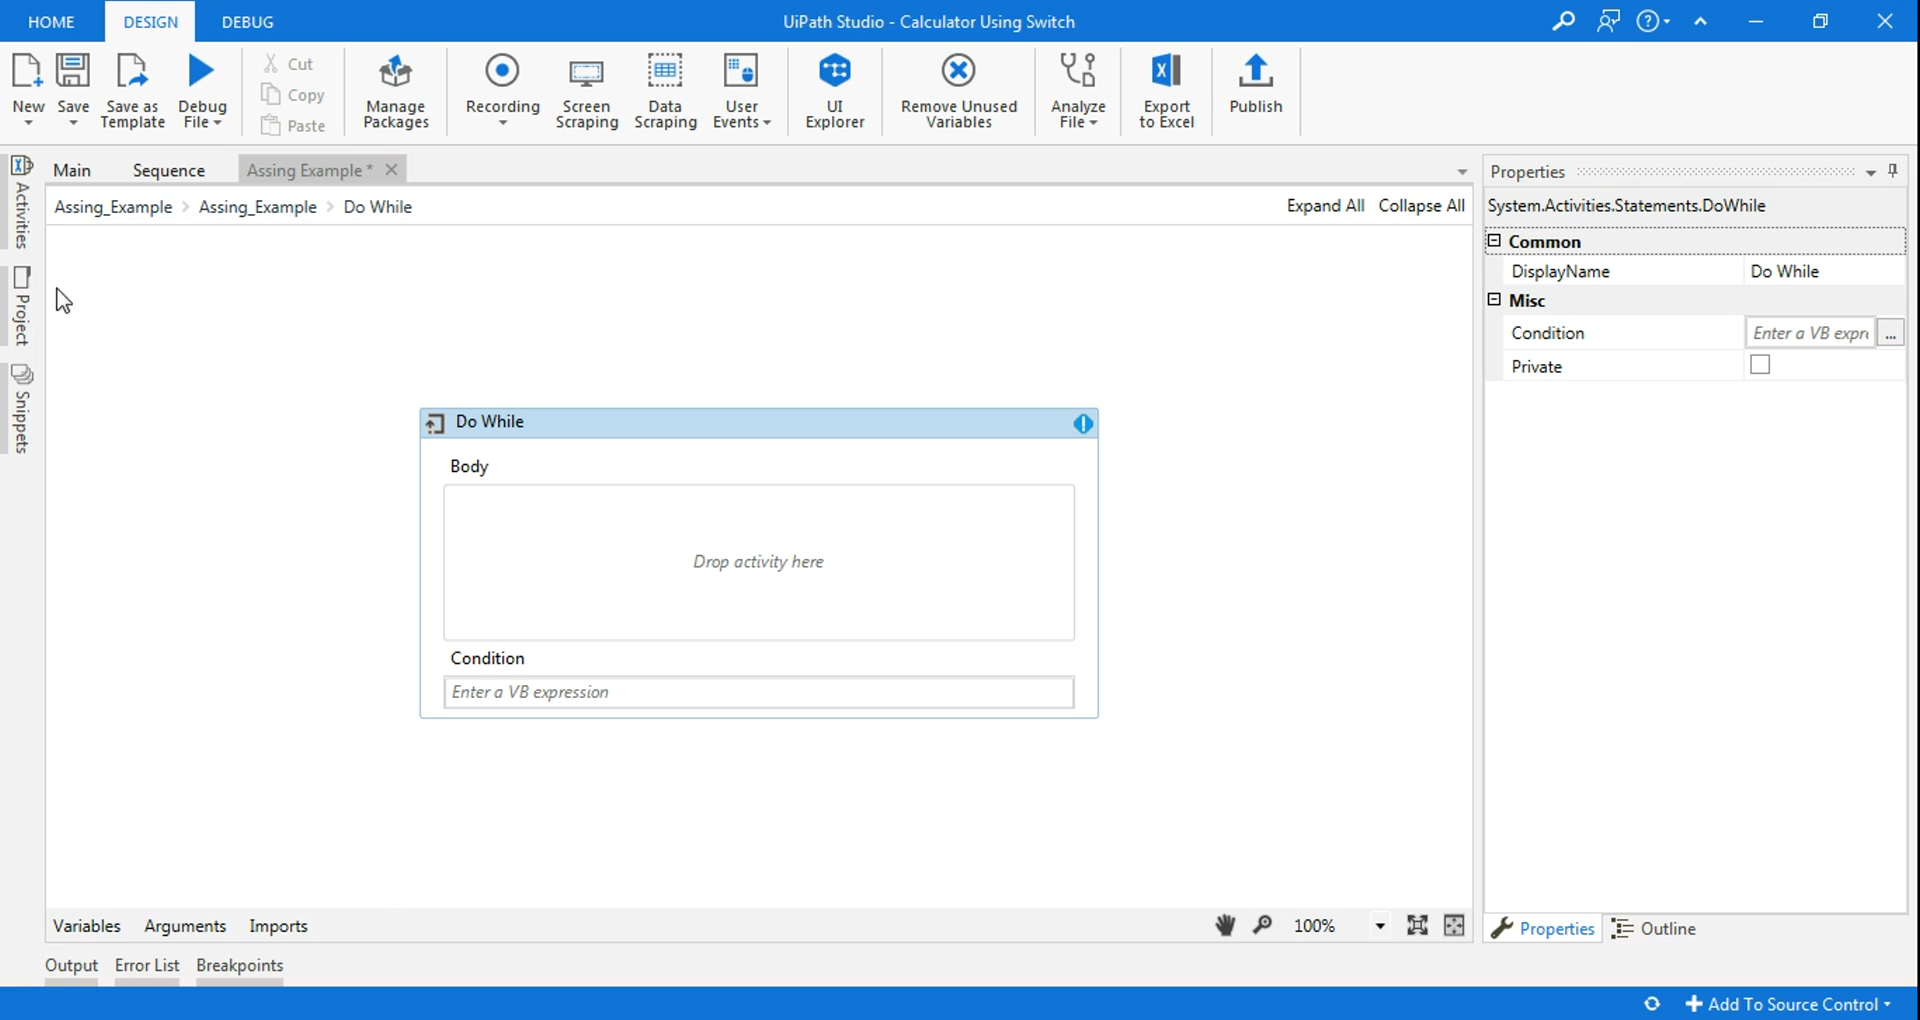 HOME DESIGN DEBUG UiPath Studio - Calculator Using Switch
New Save Save as Template Debug File Cut Copy Paste Manage Packages Recording Screen Scraping Data Scraping User Events UI Explorer Remove Unused Variables Analyze File Export to Excel Publish
Activities
Project
Snippets
Main Sequence Assing Example *
Assing_Example > Assing_Example > Do While Expand All Collapse All
Do While
Body
Drop activity here
Condition
Enter a VB expression
Properties
System.Activities.Statements.DoWhile
Common
DisplayName Do While
Misc
Condition Enter a VB expre ...
Private
Variables Arguments Imports 100%
Properties Outline
Output Error List Breakpoints
Add To Source Control